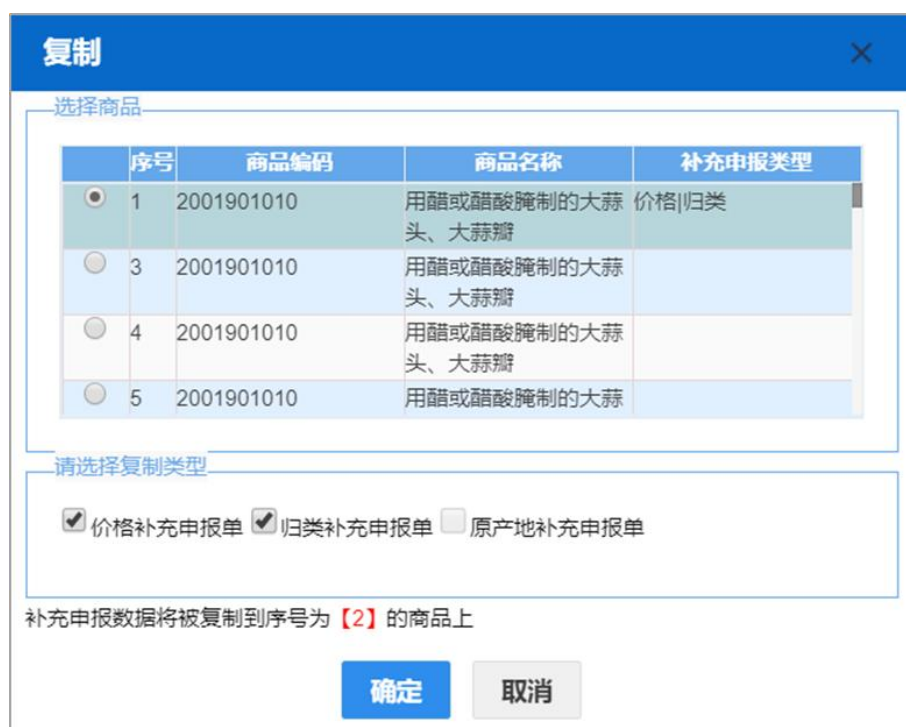 复制
选择商品
序号 商品编码 商品名称 补充申报类型
1 2001901010 用醋或醋酸腌制的大蒜 价格|归类
头、大蒜瓣
3 2001901010 用醋或醋酸腌制的大蒜
头、大蒜瓣
4 2001901010 用醋或醋酸腌制的大蒜
头、大蒜瓣
5 2001901010 用醋或醋酸腌制的大蒜
请选择复制类型
价格补充申报单 归类补充申报单 原产地补充申报单
补充申报数据将被复制到序号为【2】的商品上
确定 取消